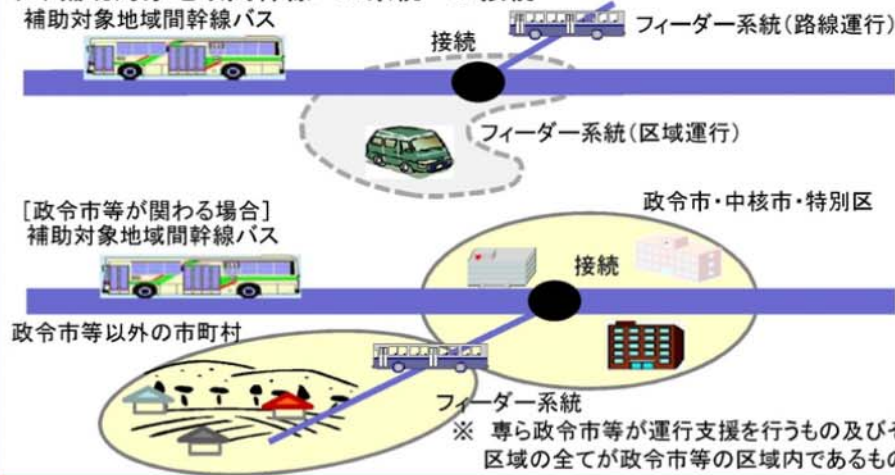 補助対象地域間幹線バス
接続
フィーダー系統(路線運行)
フィーダー系統(区域運行)
[政令市等が関わる場合]
補助対象地域間幹線バス
政令市・中核市・特別区
接続
政令市等以外の市町村
フィーダー系統
※ 専ら政令市等が運行支援を行うもの及び
区域の全てが政令市等の区域内であるもの